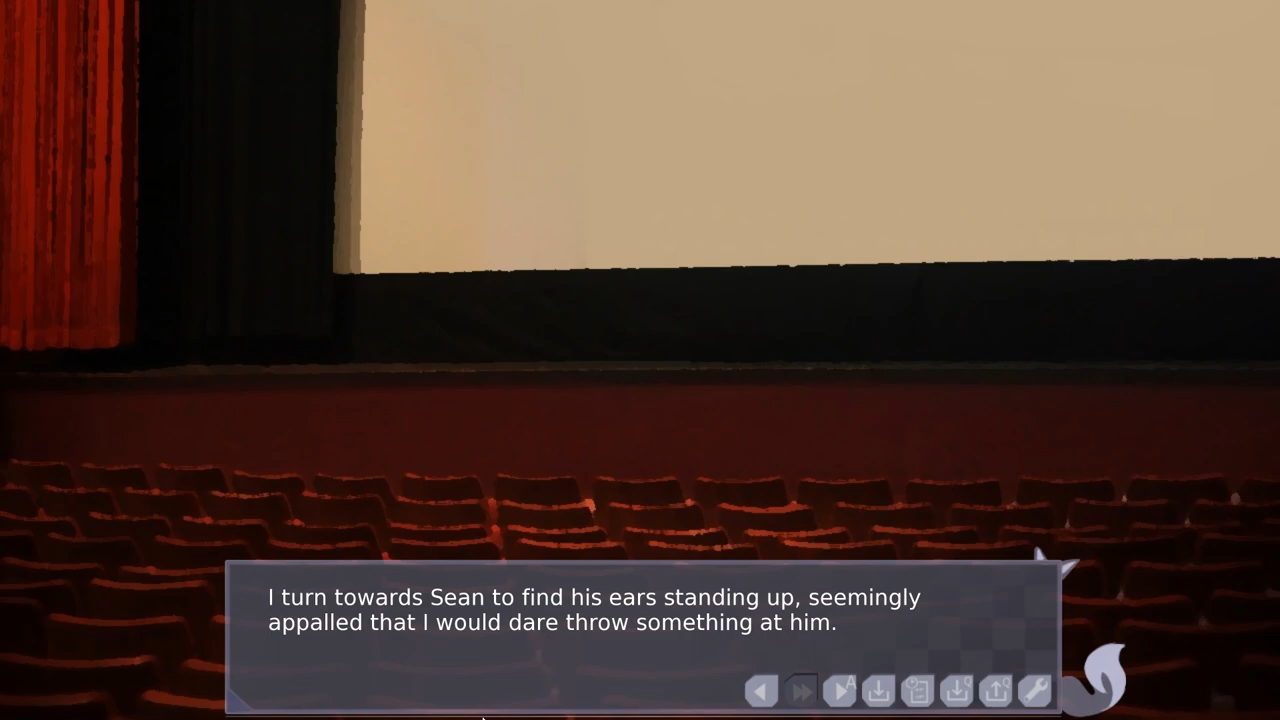 I turn towards Sean to find his ears standing up, seemingly
appalled that I would dare throw something at him.
A